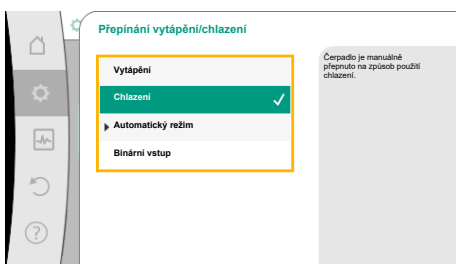 Přepínání vytápění/chlazení
Vytápění
Chlazení
Automatický režim
Binární vstup
Čerpadlo je manuálně
přepnuto na způsob použití
chlazení.